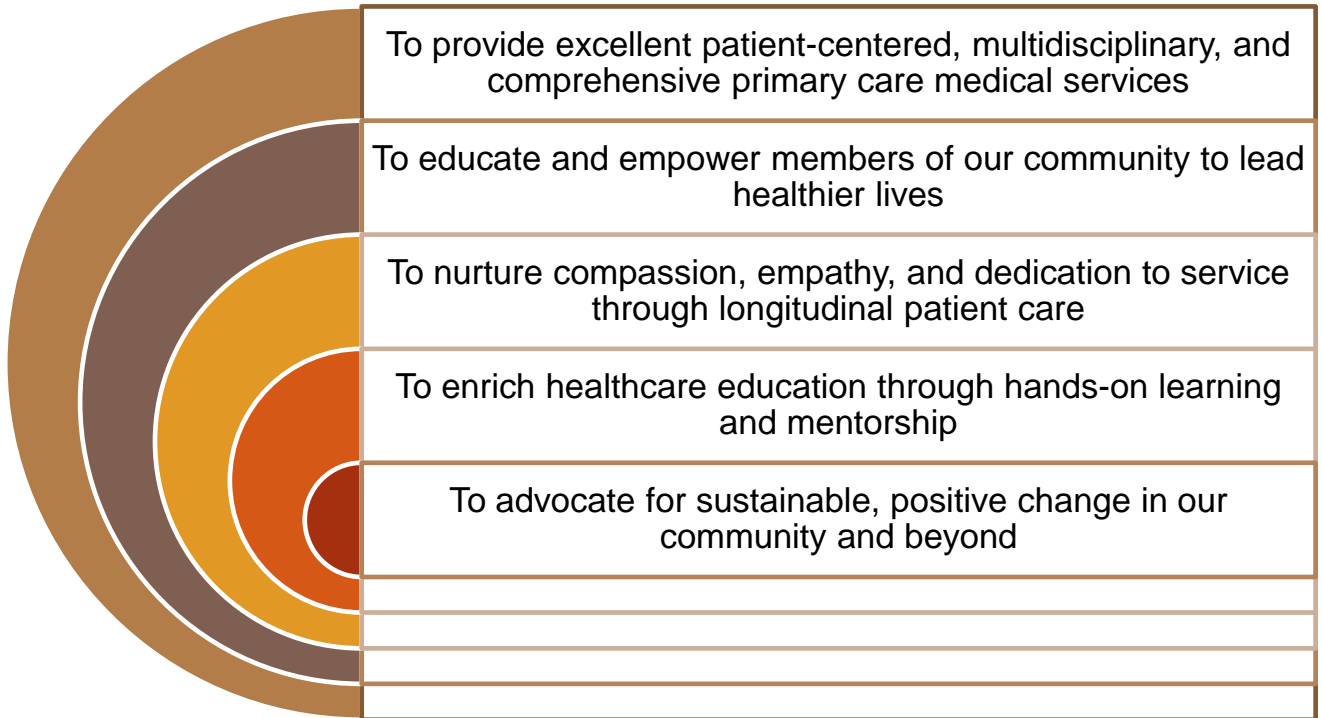 To provide excellent patient-centered, multidisciplinary, and
comprehensive primary care medical services
To educate and empower members of our community to lead
healthier lives
To nurture compassion, empathy, and dedication to service
through longitudinal patient care
To enrich healthcare education through hands-on learning
and mentorship
To advocate for sustainable, positive change in our
community and beyond